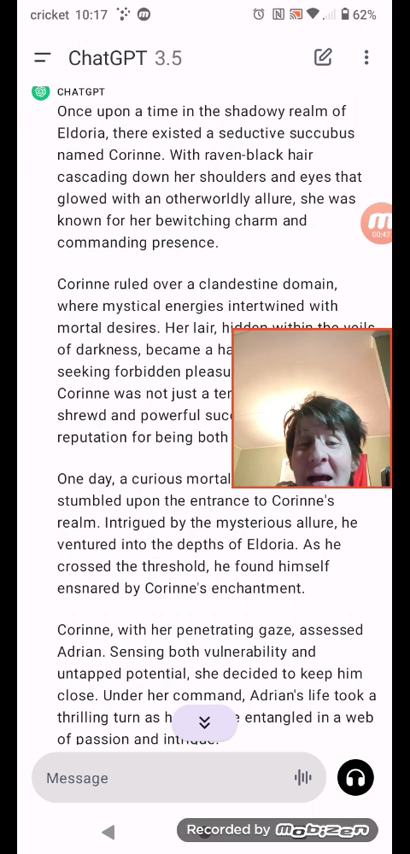 cricket 10:17 62%
ChatGPT 3.5
CHATGPT
Once upon a time in the shadowy realm of
Eldoria, there existed a seductive succubus
named Corinne. With raven-black hair
cascading down her shoulders and eyes that
glowed with an otherworldly allure, she was
known for her bewitching charm and
commanding presence.
00:47
Corinne ruled over a clandestine domain,
where mystical energies intertwined with
mortal desires. Her lair, hidden within the veils
of darkness, became a ha
seeking forbidden pleasu
Corinne was not just a ter
shrewd and powerful suc
reputation for being both
One day, a curious mortal
stumbled upon the entrance to Corinne's
realm. Intrigued by the mysterious allure, he
ventured into the depths of Eldoria. As he
crossed the threshold, he found himself
ensnared by Corinne's enchantment.
Corinne, with her penetrating gaze, assessed
Adrian. Sensing both vulnerability and
untapped potential, she decided to keep him
close. Under her command, Adrian's life took a
thrilling turn as h e entangled in a web
of passion and intrigue.
Message
Recorded by mobizen